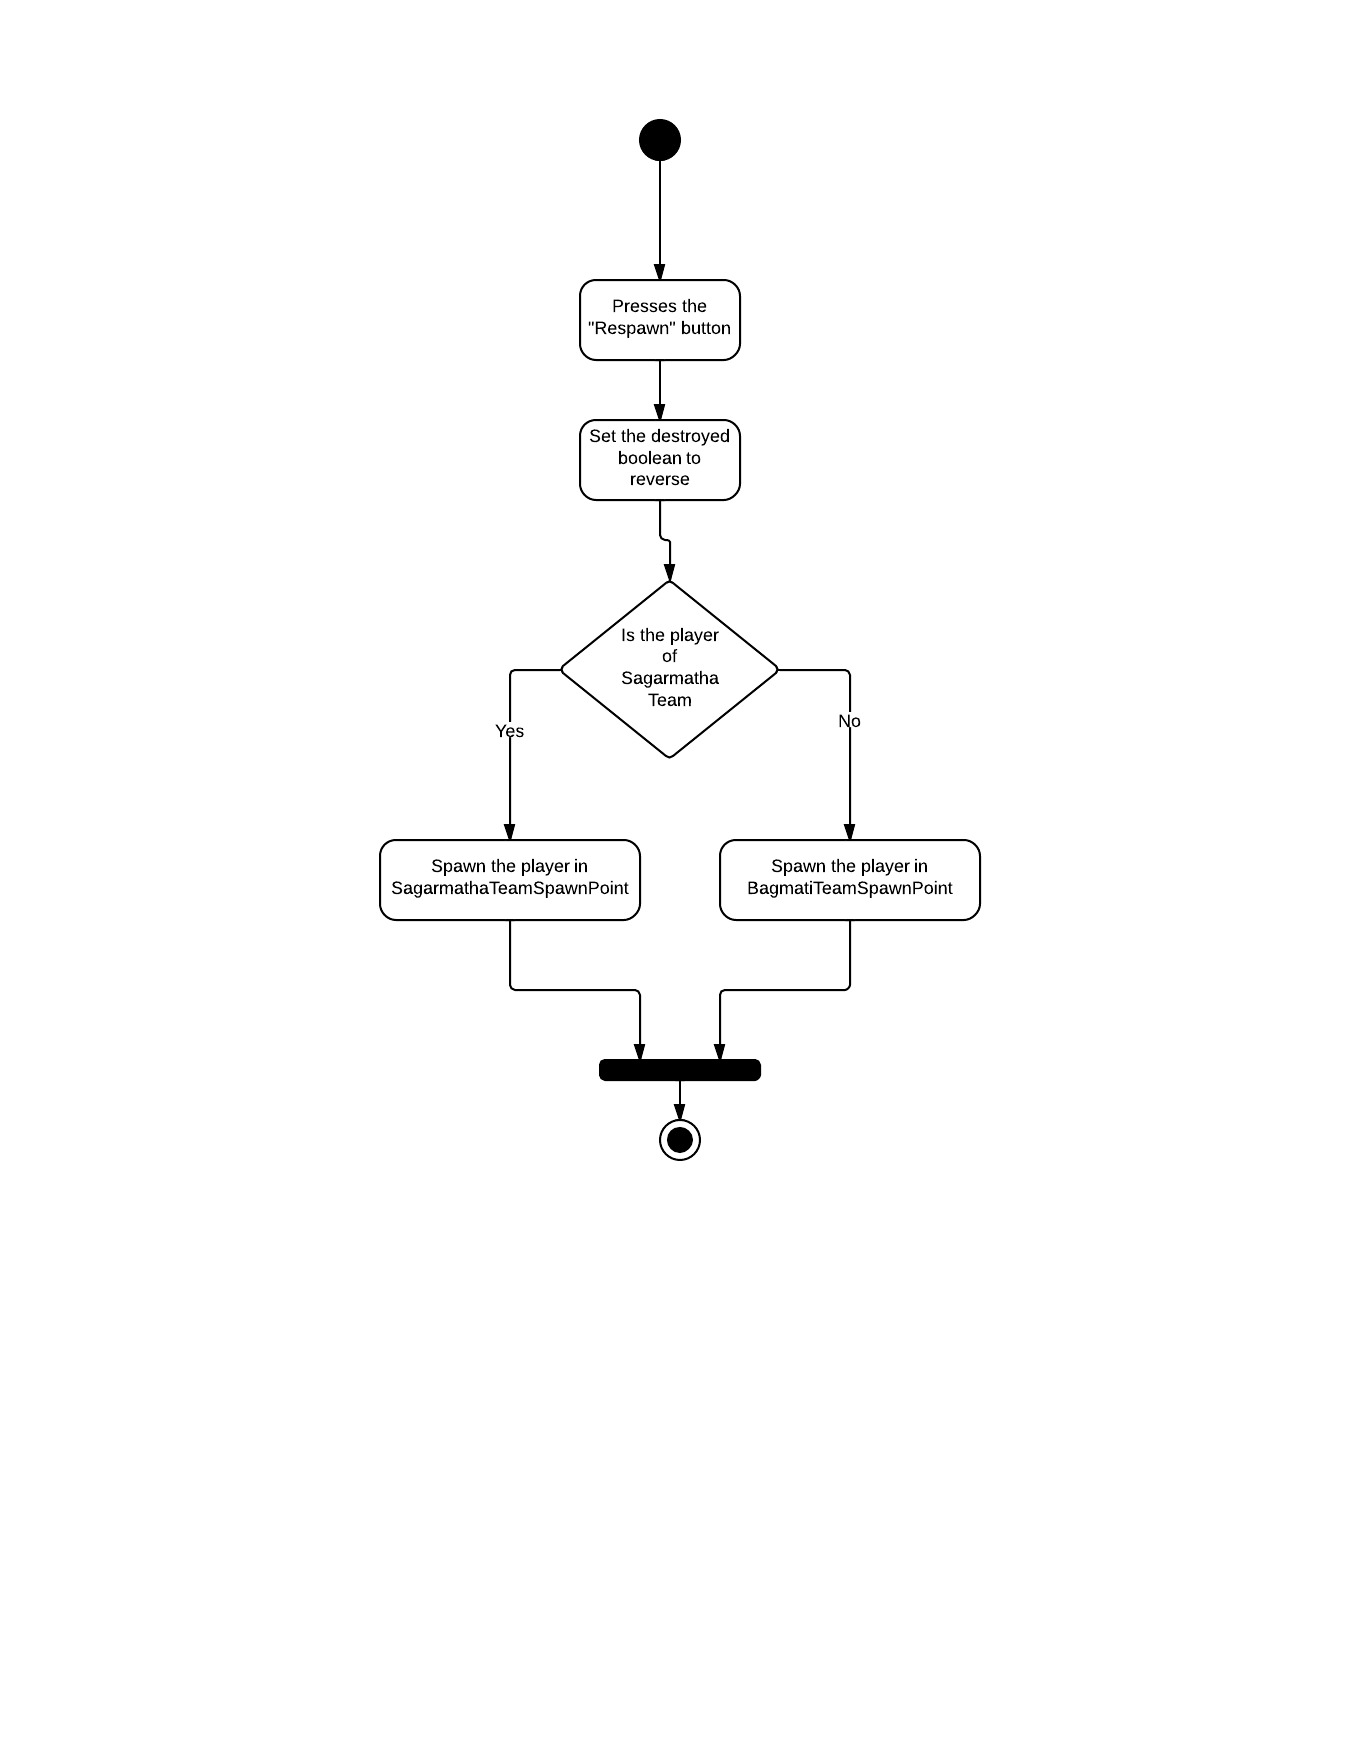 Presses the
"Respawn" button
Set the destroyed
boolean to
reverse
Is the player
of
Sagarmatha
Team
Yes
No
Spawn the player in
SagarmathaTeamSpawnPoint
Spawn the player in
BagmatiTeamSpawnPoint